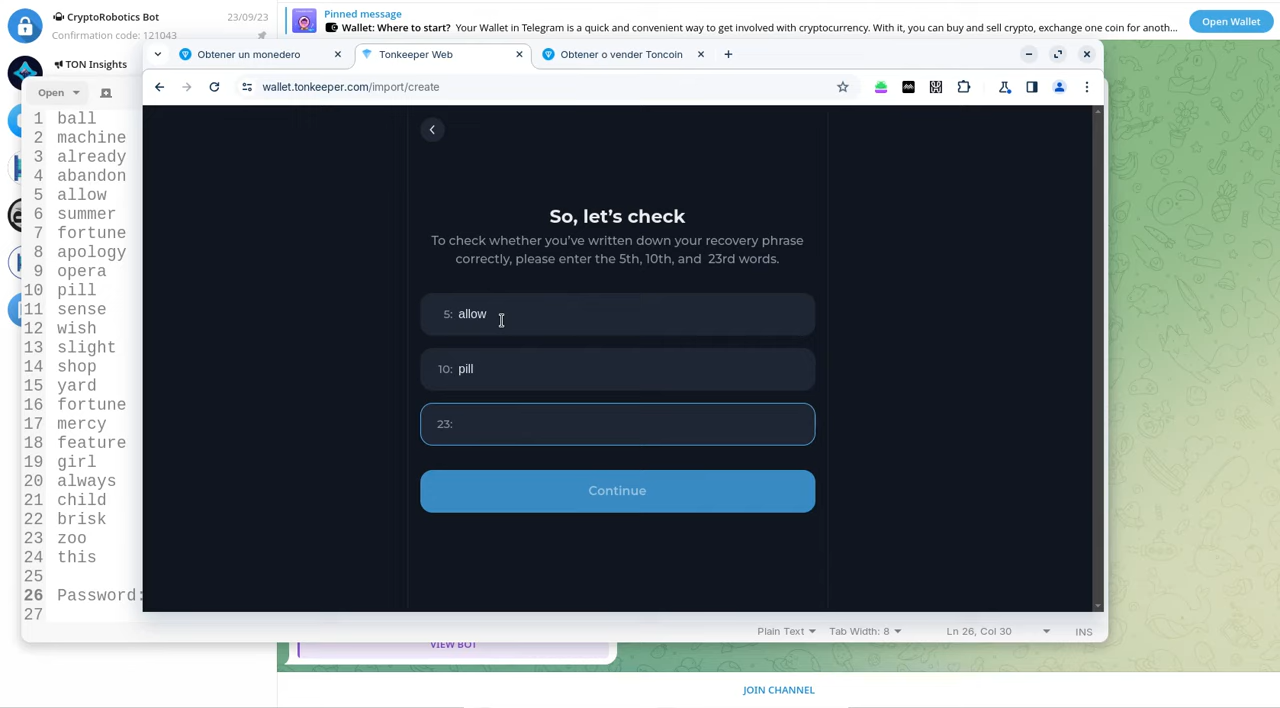 CryptoRobotics Bot 23/09/23
Confirmation code: 121043
TON Insights
Pinned message
Wallet: Where to start? Your Wallet in Telegram is a quick and convenient way to get involved with cryptocurrency. With it, you can buy and sell crypto, exchange one coin for anoth...
Open Wallet
Obtener un monedero
Tonkeeper Web
Obtener o vender Toncoin
wallet.tonkeeper.com/import/create
Open
1 ball
2 machine
3 already
4 abandon
5 allow
6 summer
7 fortune
8 apology
9 opera
10 pill
11 sense
12 wish
13 slight
14 shop
15 yard
16 fortune
17 mercy
18 feature
19 girl
20 always
21 child
22 brisk
23 zoo
24 this
25
26 Password:
27
So, let's check
To check whether you've written down your recovery phrase
correctly, please enter the 5th, 10th, and 23rd words.
5: allow
10: pill
23:
Continue
Plain Text Tab Width: 8 Ln 26, Col 30 INS
VIEW BOT
JOIN CHANNEL